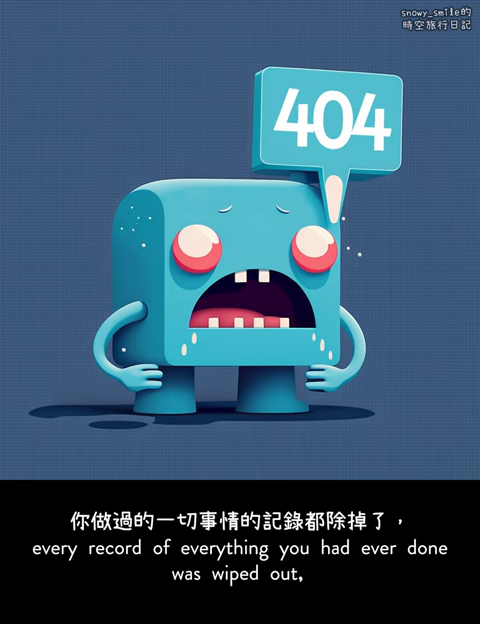 snowy_smile的
時空旅行日記
404
你做過的一切事情的記錄都除掉了，
every record of everything you had ever done
was wiped out,